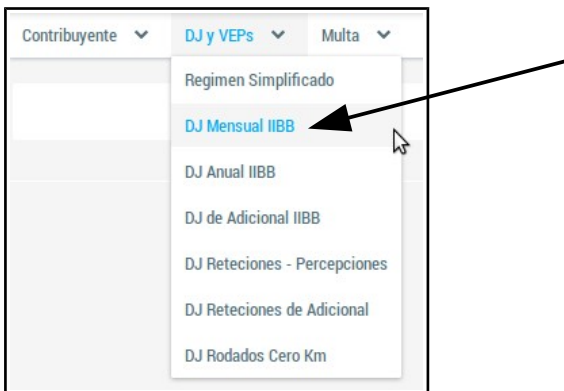 Contribuyente DJ y VEPs Multa
Regimen Simplificado
DJ Mensual IIBB
DJ Anual IIBB
DJ de Adicional IIBB
DJ Reteciones - Percepciones
DJ Reteciones de Adicional
DJ Rodados Cero Km